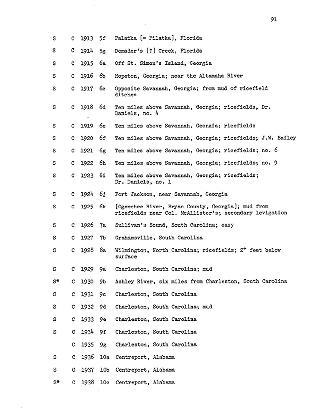 91
S C 1913 5f Palatka [= Pilatka], Florida
S C 1914 5g Demider's [?] Creek, Florida
S C 1915 6a Off St. Simon's Island, Georgia
S C 1916 6b Hopeton, Georgia; near the Altamaha River
S C 1917 6c Opposite Savannah, Georgia; from mud of ricefield
ditches
S C 1918 6d Ten miles above Savannah, Georgia; ricefields, Dr.
Daniels, no. 4
S C 1919 6e Ten miles above Savannah, Georgia; ricefields
S C 1920 6f Ten miles above Savannah, Georgia; ricefields; J.W. Bailey
S C 1921 6g Ten miles above Savannah, Georgia; ricefields; no. 6
S C 1922 6h Ten miles above Savannah, Georgia; ricefields; no. 9
S C 1923 6i Ten miles above Savannah, Georgia; ricefields;
Dr. Daniels, no. 1
S C 1924 6j Fort Jackson, near Savannah, Georgia
S C 1925 6k [Ogeechee River, Bryan County, Georgia]; mud from
ricefields near Col. McAllister's; secondary levigation
S C 1926 7a Sullivan's Sound, South Carolina;
S C 1927 7b Grahamville, South Carolina
S C 1928 8a Wilmington, North Carolina; ricefields; 2" feet below
surface
S C 1929 9a Charleston, South Carolina; mud
S* C 1930 9b Ashley River, six miles from Charleston, South Carolina
S C 1931 9c Charleston, South Carolina
S C 1932 9d Charleston, South Carolina; mud
S C 1933 9e Charleston, South Carolina
S C 1934 9f Charleston, South Carolina
S C 1935 9g Charleston, South Carolina
S C 1936 10a Centreport, Alabama
S C 1937 10b Centreport, Alabama
S* C 1938 10c Centreport, Alabama